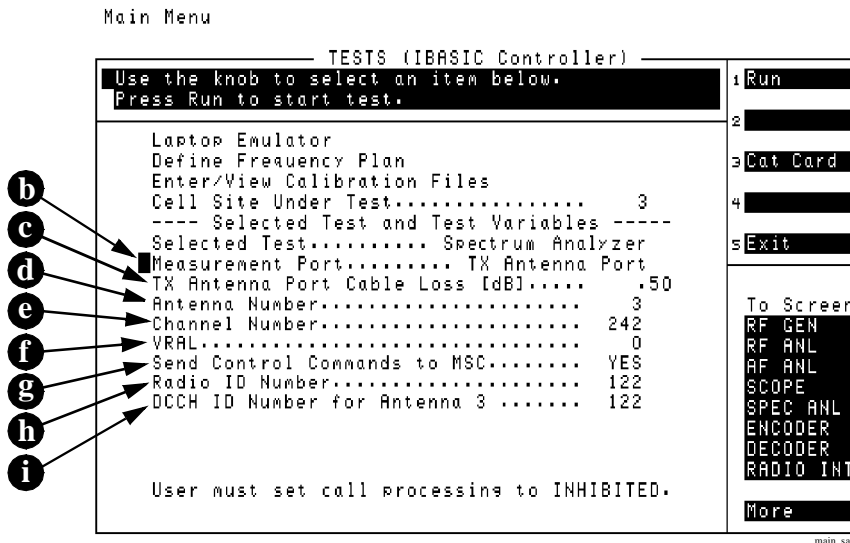 Main Menu
TESTS (IBASIC Controller)
Use the knob to select an item below.
Press Run to start test.
Laptop Emulator
Define Frequency Plan
Enter/View Calibration Files
Cell Site Under Test................ 3
---- Selected Test and Test Variables -----
Selected Test.......... Spectrum Analyzer
Measurement Port......... TX Antenna Port
TX Antenna Port Cable Loss [dB]..... .50
Antenna Number....................... 3
Channel Number....................... 242
VRAL.................................. 0
Send Control Commands to MSC........ YES
Radio ID Number...................... 122
DCCH ID Number for Antenna 3 ....... 122
User must set call processing to INHIBITED.
b
c
d
e
f
g
h
i
1 Run
2
3 Cat Card
4
5 Exit
To Screen
RF GEN
RF ANL
AF ANL
SCOPE
SPEC ANL
ENCODER
DECODER
RADIO INT
More
main_sa